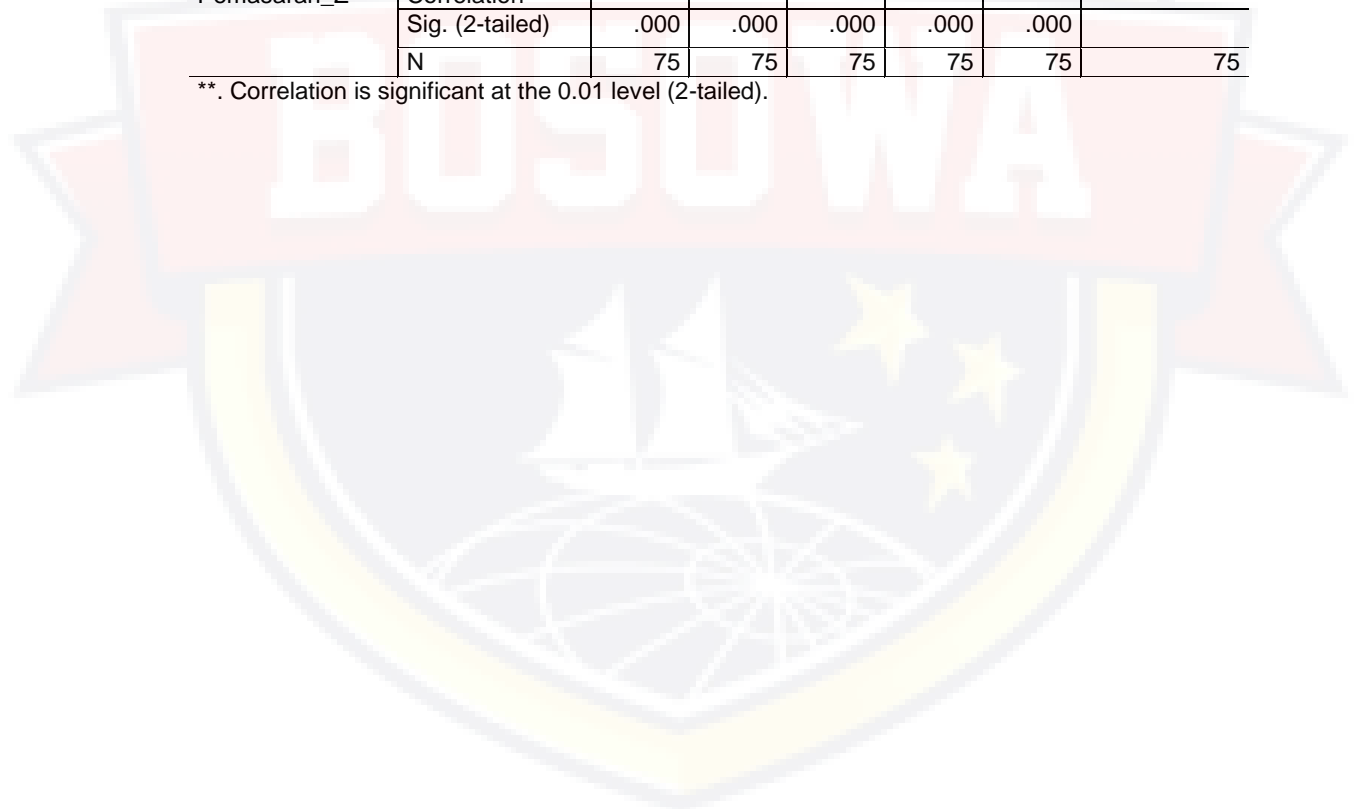 Sig. (2-tailed) .000 .000 .000 .000 .000
N 75 75 75 75 75 75
**. Correlation is significant at the 0.01 level (2-tailed).
BOSOWA